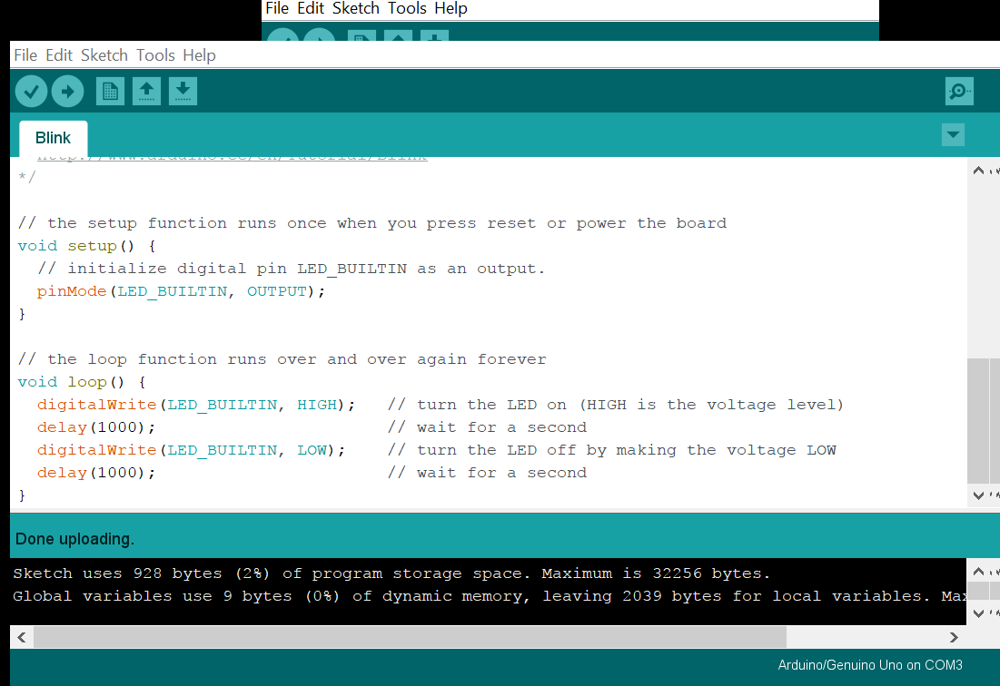 File Edit Sketch Tools Help
File Edit Sketch Tools Help
Blink
http://www.arduino.cc/en/Tutorial/Blink
*/
// the setup function runs once when you press reset or power the board
void setup() {
  // initialize digital pin LED_BUILTIN as an output.
  pinMode(LED_BUILTIN, OUTPUT);
}
// the loop function runs over and over again forever
void loop() {
  digitalWrite(LED_BUILTIN, HIGH);   // turn the LED on (HIGH is the voltage level)
  delay(1000);                       // wait for a second
  digitalWrite(LED_BUILTIN, LOW);    // turn the LED off by making the voltage LOW
  delay(1000);                       // wait for a second
}
Done uploading.
Sketch uses 928 bytes (2%) of program storage space. Maximum is 32256 bytes.
Global variables use 9 bytes (0%) of dynamic memory, leaving 2039 bytes for local variables. Max
Arduino/Genuino Uno on COM3